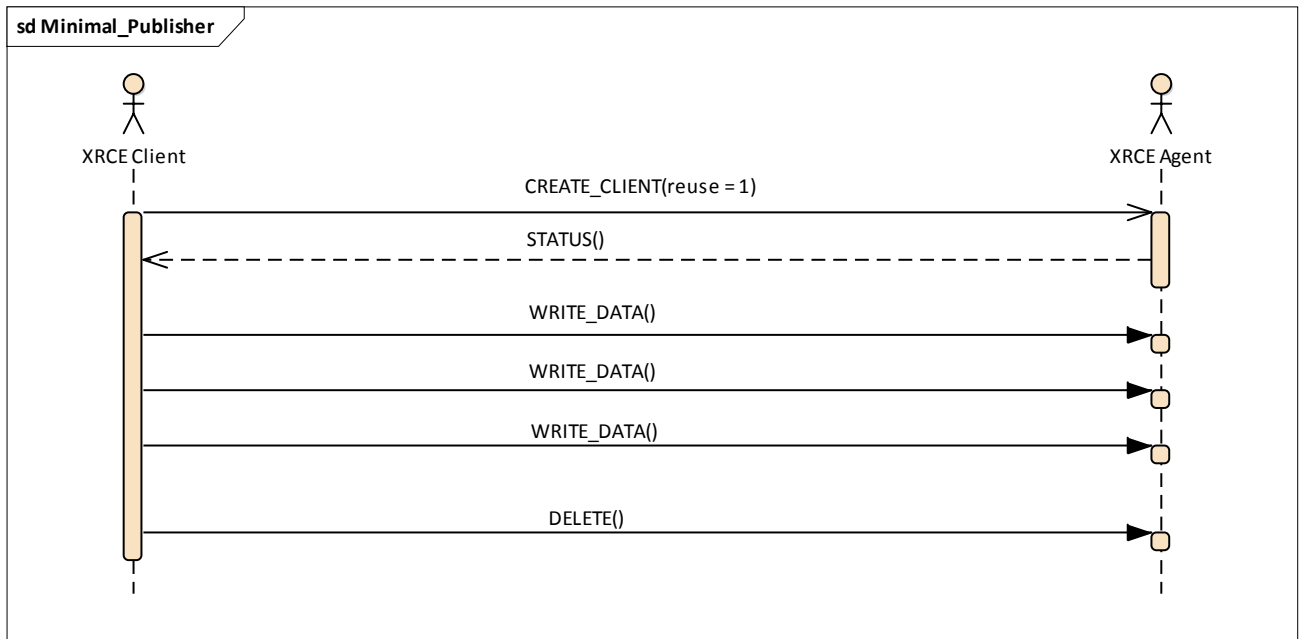 sd Minimal_Publisher
XRCE Client
XRCE Agent
CREATE_CLIENT(reuse = 1)
STATUS()
WRITE_DATA()
WRITE_DATA()
WRITE_DATA()
DELETE()